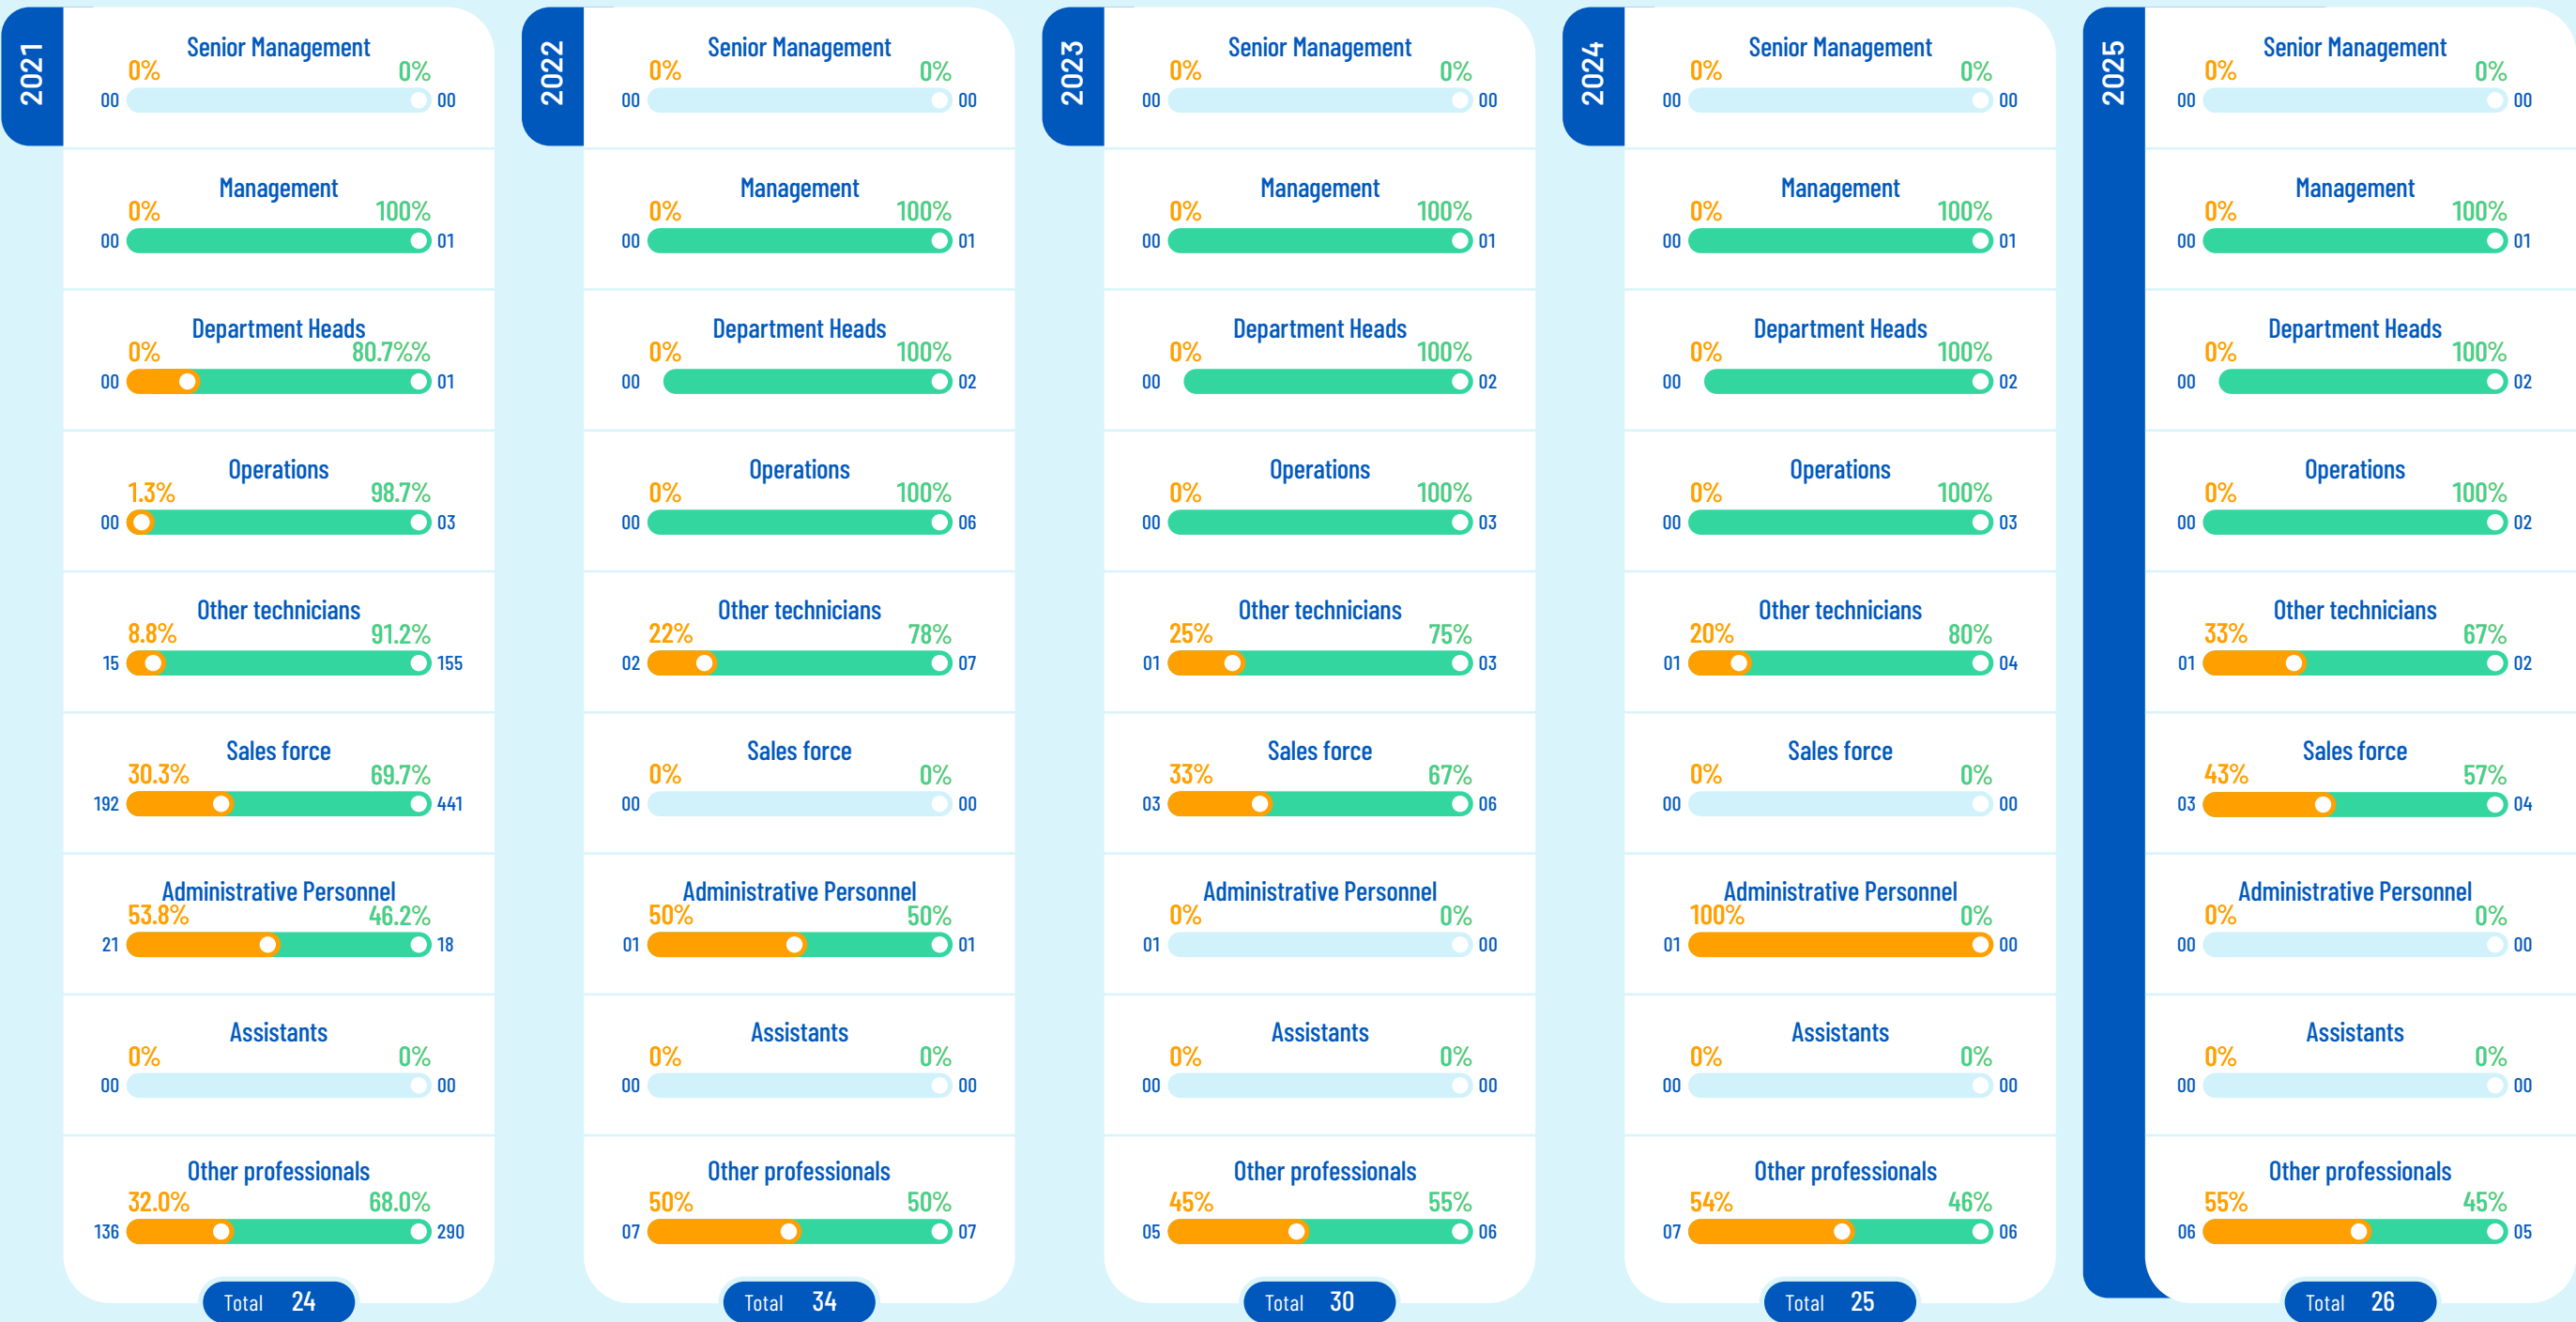 2021
Senior Management
0% 0%
00 00
Management
0% 100%
00 01
Department Heads
0% 80.7%%
00 01
Operations
1.3% 98.7%
00 03
Other technicians
8.8% 91.2%
15 155
Sales force
30.3% 69.7%
192 441
Administrative Personnel
53.8% 46.2%
21 18
Assistants
0% 0%
00 00
Other professionals
32.0% 68.0%
136 290
Total 24
2022
Senior Management
0% 0%
00 00
Management
0% 100%
00 01
Department Heads
0% 100%
00 02
Operations
0% 100%
00 06
Other technicians
22% 78%
02 07
Sales force
0% 0%
00 00
Administrative Personnel
50% 50%
01 01
Assistants
0% 0%
00 00
Other professionals
50% 50%
07 07
Total 34
2023
Senior Management
0% 0%
00 00
Management
0% 100%
00 01
Department Heads
0% 100%
00 02
Operations
0% 100%
00 03
Other technicians
25% 75%
01 03
Sales force
33% 67%
03 06
Administrative Personnel
0% 0%
01 00
Assistants
0% 0%
00 00
Other professionals
45% 55%
05 06
Total 30
2024
Senior Management
0% 0%
00 00
Management
0% 100%
00 01
Department Heads
0% 100%
00 02
Operations
0% 100%
00 03
Other technicians
20% 80%
01 04
Sales force
0% 0%
00 00
Administrative Personnel
100% 0%
01 00
Assistants
0% 0%
00 00
Other professionals
54% 46%
07 06
Total 25
2025
Senior Management
0% 0%
00 00
Management
0% 100%
00 01
Department Heads
0% 100%
00 02
Operations
0% 100%
00 02
Other technicians
33% 67%
01 02
Sales force
43% 57%
03 04
Administrative Personnel
0% 0%
00 00
Assistants
0% 0%
00 00
Other professionals
55% 45%
06 05
Total 26